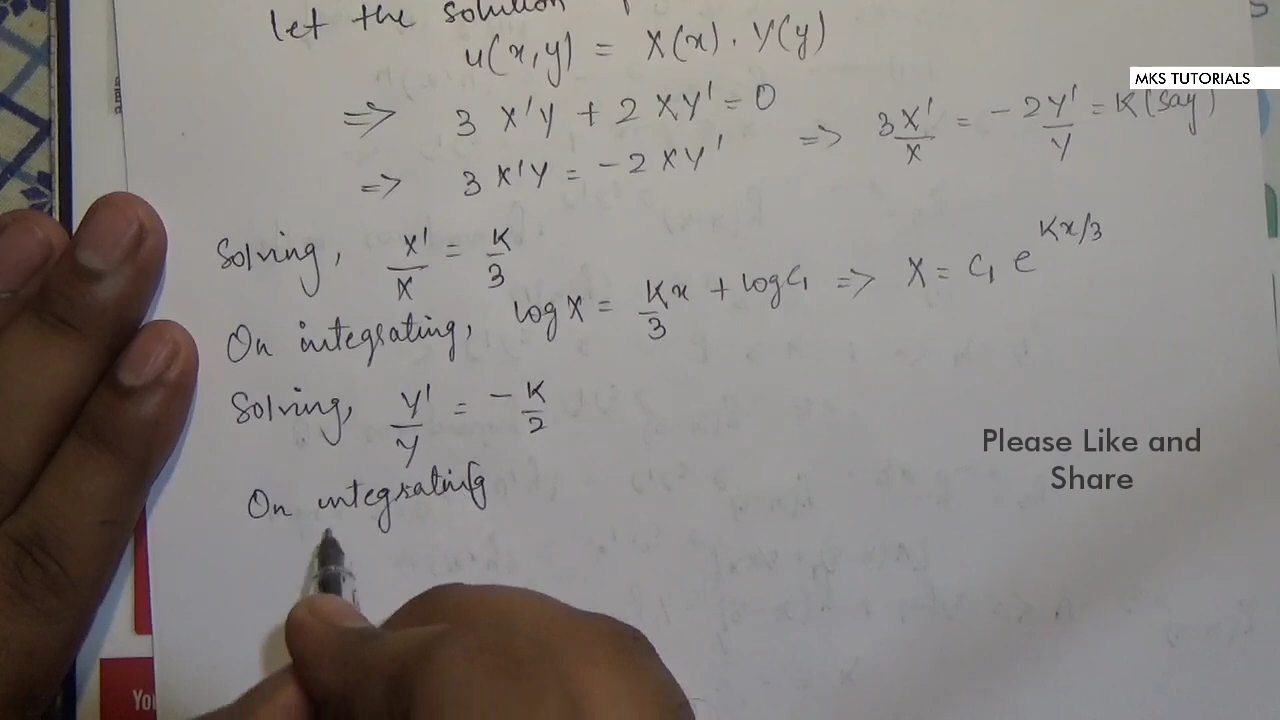 let the solution
u(x,y) = X(x) . Y(y)
MKS TUTORIALS
=> 3 X'Y + 2 XY' = 0
=> 3 X'Y = -2 XY' => 3X'/X = -2Y'/Y = K (say)
Solving, X'/X = K/3
On integrating, log X = K/3 x + log C₁ => X = C₁ e^(Kx/3)
Solving, Y'/Y = -K/2
Please Like and
Share
On integrating
You